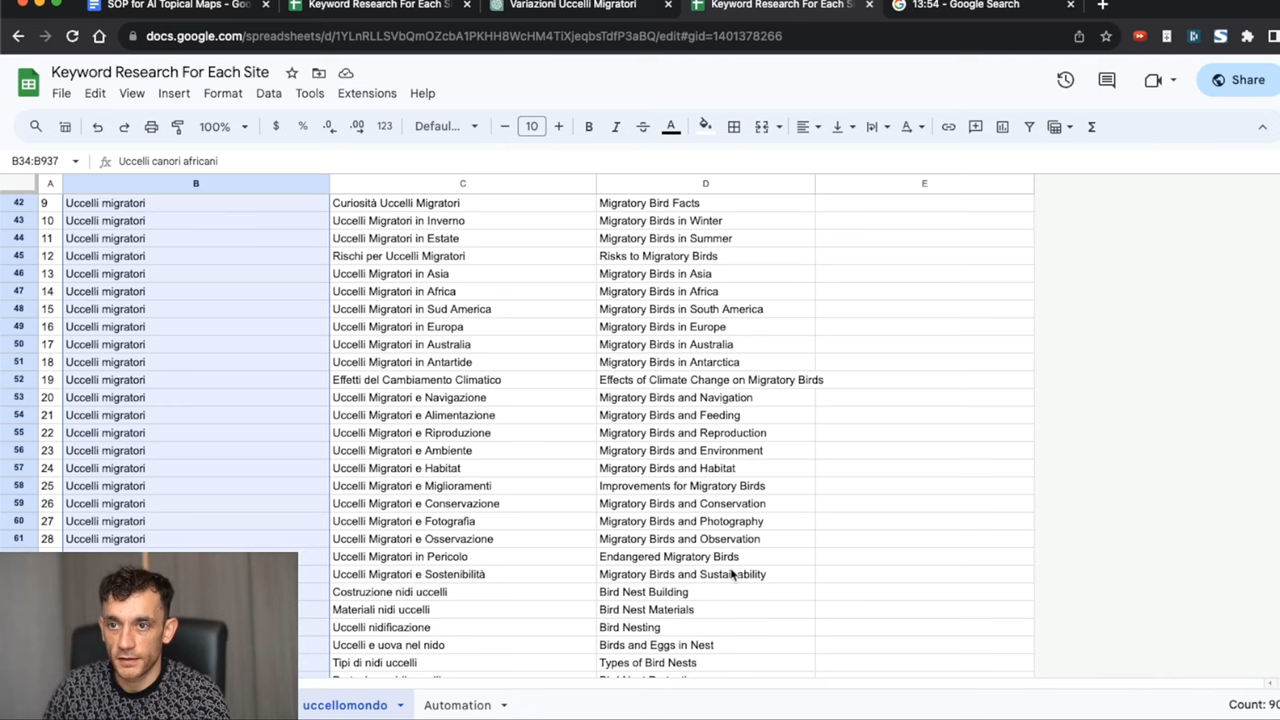 SOP for AI Topical Maps - Goo
Keyword Research For Each Si
Variazioni Uccelli Migratori
Keyword Research For Each Si
13:54 - Google Search
docs.google.com/spreadsheets/d/1YLnRLLSVbQmOZcbA1PKHH8WcHM4TiXjeqbsTdfP3aBQ/edit#gid=1401378266
Keyword Research For Each Site
File Edit View Insert Format Data Tools Extensions Help
Share
100% $ % .0 .00 123 Defaul... 10 B I A
B34:B937 fx Uccelli canori africani
A B C D E
42 9 Uccelli migratori Curiosità Uccelli Migratori Migratory Bird Facts
43 10 Uccelli migratori Uccelli Migratori in Inverno Migratory Birds in Winter
44 11 Uccelli migratori Uccelli Migratori in Estate Migratory Birds in Summer
45 12 Uccelli migratori Rischi per Uccelli Migratori Risks to Migratory Birds
46 13 Uccelli migratori Uccelli Migratori in Asia Migratory Birds in Asia
47 14 Uccelli migratori Uccelli Migratori in Africa Migratory Birds in Africa
48 15 Uccelli migratori Uccelli Migratori in Sud America Migratory Birds in South America
49 16 Uccelli migratori Uccelli Migratori in Europa Migratory Birds in Europe
50 17 Uccelli migratori Uccelli Migratori in Australia Migratory Birds in Australia
51 18 Uccelli migratori Uccelli Migratori in Antartide Migratory Birds in Antarctica
52 19 Uccelli migratori Effetti del Cambiamento Climatico Effects of Climate Change on Migratory Birds
53 20 Uccelli migratori Uccelli Migratori e Navigazione Migratory Birds and Navigation
54 21 Uccelli migratori Uccelli Migratori e Alimentazione Migratory Birds and Feeding
55 22 Uccelli migratori Uccelli Migratori e Riproduzione Migratory Birds and Reproduction
56 23 Uccelli migratori Uccelli Migratori e Ambiente Migratory Birds and Environment
57 24 Uccelli migratori Uccelli Migratori e Habitat Migratory Birds and Habitat
58 25 Uccelli migratori Uccelli Migratori e Miglioramenti Improvements for Migratory Birds
59 26 Uccelli migratori Uccelli Migratori e Conservazione Migratory Birds and Conservation
60 27 Uccelli migratori Uccelli Migratori e Fotografia Migratory Birds and Photography
61 28 Uccelli migratori Uccelli Migratori e Osservazione Migratory Birds and Observation
Uccelli Migratori in Pericolo Endangered Migratory Birds
Uccelli Migratori e Sostenibilità Migratory Birds and Sustainability
Costruzione nidi uccelli Bird Nest Building
Materiali nidi uccelli Bird Nest Materials
Uccelli nidificazione Bird Nesting
Uccelli e uova nel nido Birds and Eggs in Nest
Tipi di nidi uccelli Types of Bird Nests
uccellomondo Automation Count: 90